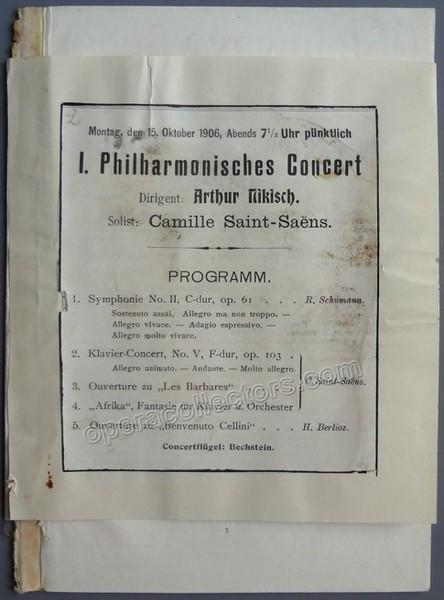 2
Montag, den 15. Oktober 1906, Abends 7½ Uhr pünktlich
I. Philharmonisches Concert
Dirigent: Arthur Nikisch.
Solist: Camille Saint-Saëns.
PROGRAMM.
1. Symphonie No. II, C-dur, op. 61 . . . R. Schumann.
Sostenuto assai. Allegro ma non troppo. —
Allegro vivace. — Adagio espressivo. —
Allegro molto vivace.
2. Klavier-Concert, No. V, F-dur, op. 103 .
Allegro animato. — Andante. — Molto allegro.
3. Ouverture zu „Les Barbares“ . . C. Saint-Saëns.
4. „Afrika“, Fantasie für Klavier u. Orchester
5. Ouverture zu „Benvenuto Cellini“ . . . H. Berlioz.
Concertflügel: Bechstein.
operacollectors.com
3